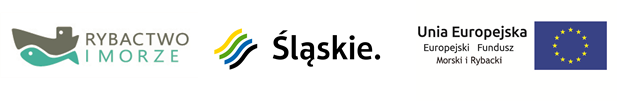 RYBACTWO
I MORZE
Śląskie.
Unia Europejska
Europejski Fundusz
Morski i Rybacki